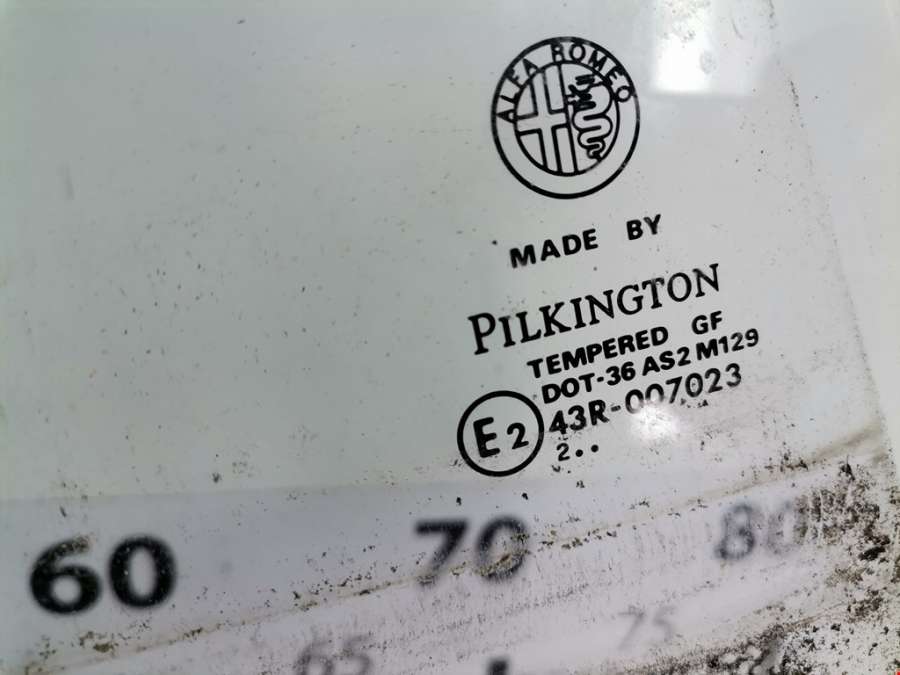 ALFA ROMEO
MADE BY
PILKINGTON
TEMPERED GF
DOT-36 AS2 M129
E2 43R-007023
2..
60 70 80
65 75